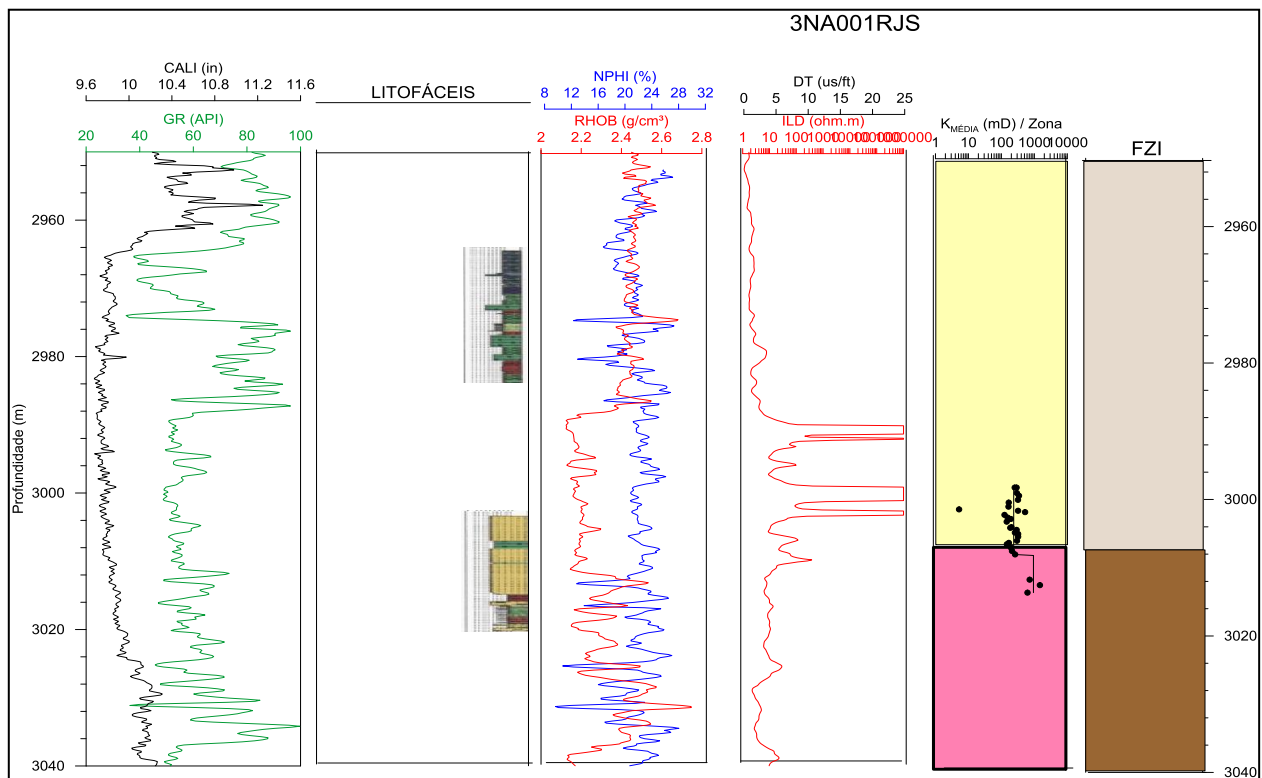 3NA001RJS
CALI (in)
9.6 10 10.4 10.8 11.2 11.6
GR (API)
20 40 60 80 100
LITOFÁCEIS
NPHI (%)
8 12 16 20 24 28 32
RHOB (g/cm³)
2 2.2 2.4 2.6 2.8
DT (us/ft)
0 5 10 15 20 25
ILD (ohm.m)
1 10 100
KMÉDIA (mD) / Zona
1 10 100 1000 10000
FZI
Profundidade (m)
2960
2980
3000
3020
3040
2960
2980
3000
3020
3040